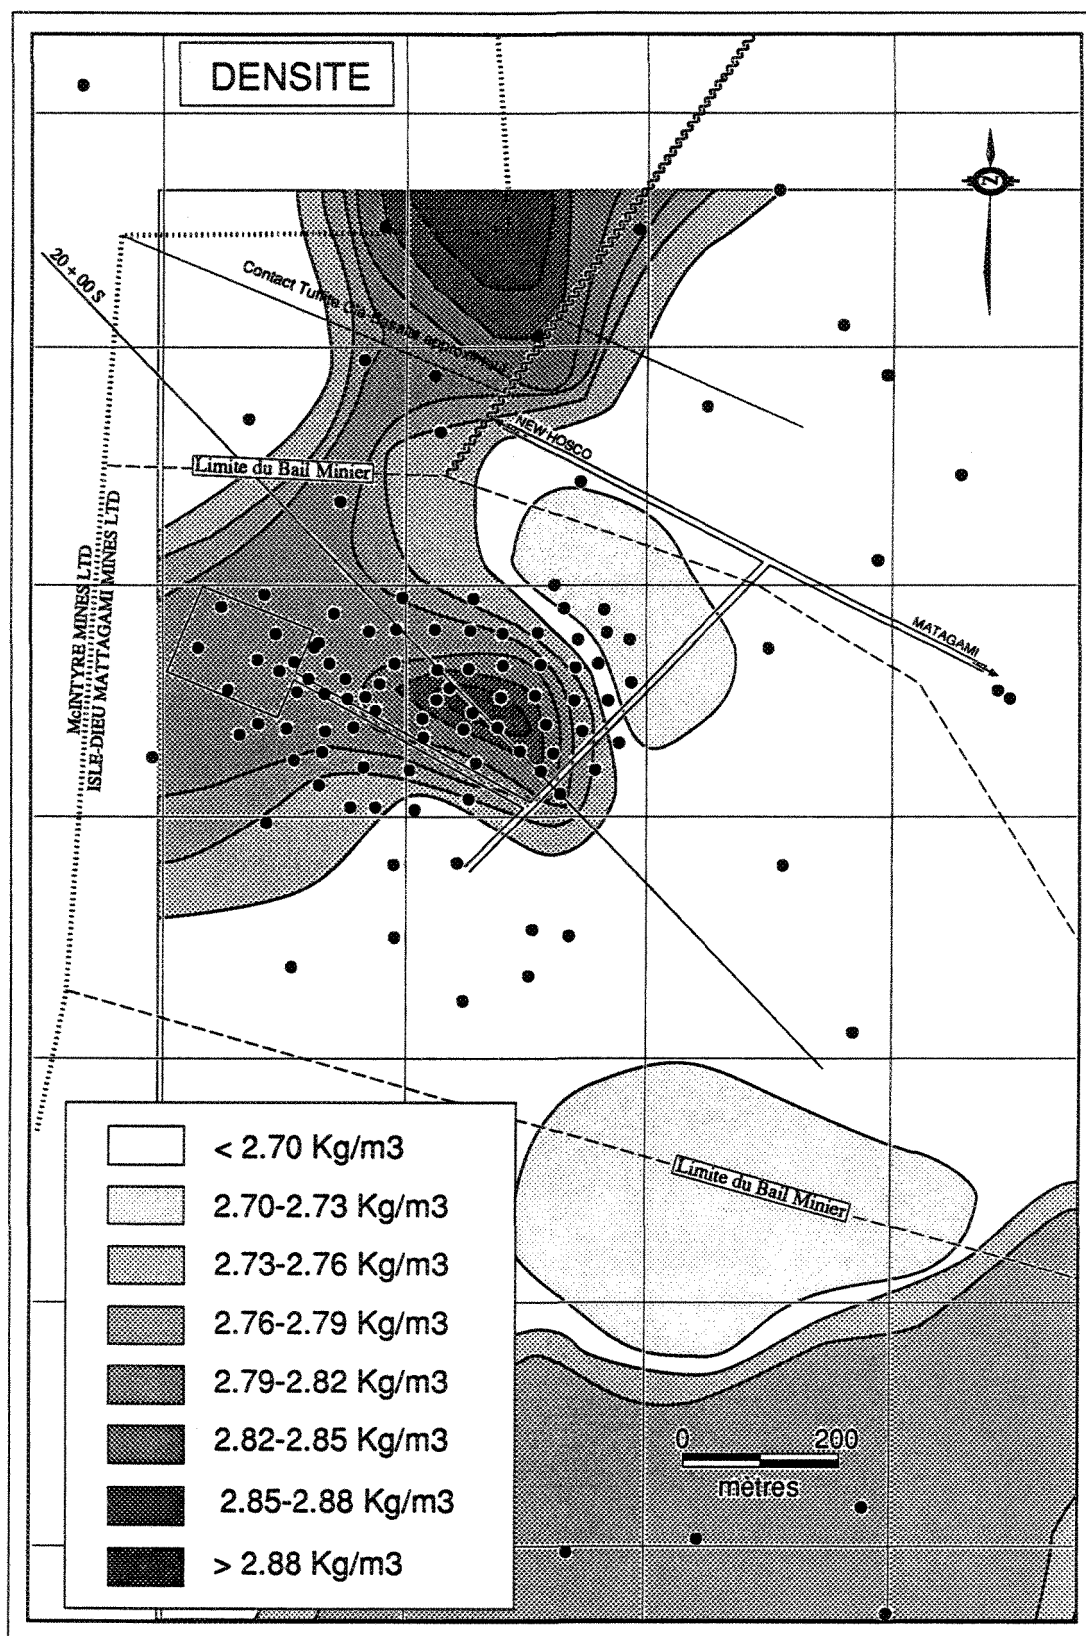 DENSITE
N
20 + 00 S
Contact Tufite Clé-Basalte approximatif
NEW HOSCO
Limite du Bail Minier
McINTYRE MINES LTD
ISLE-DIEU MATTAGAMI MINES LTD
MATAGAMI
Limite du Bail Minier
< 2.70 Kg/m3
2.70-2.73 Kg/m3
2.73-2.76 Kg/m3
2.76-2.79 Kg/m3
2.79-2.82 Kg/m3
2.82-2.85 Kg/m3
2.85-2.88 Kg/m3
> 2.88 Kg/m3
0 200
mètres